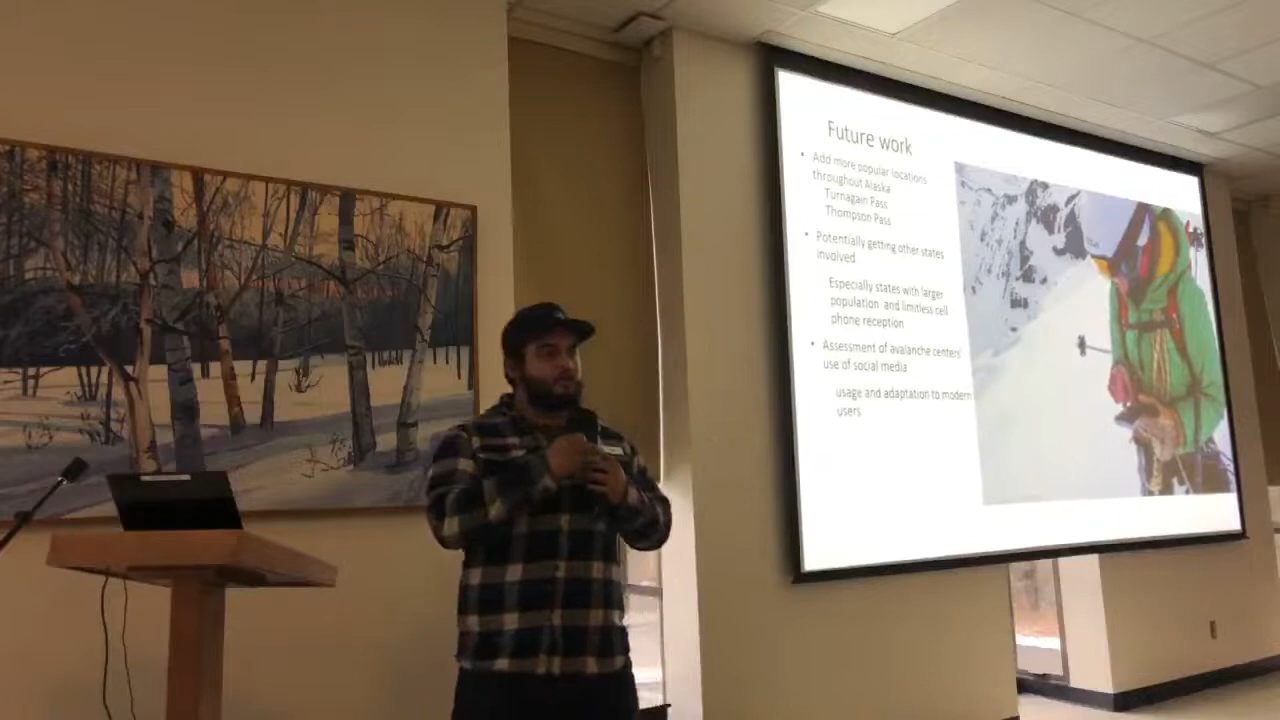 Future work
• Add more popular locations
throughout Alaska
Turnagain Pass
Thompson Pass
• Potentially getting other states
involved
Especially states with larger
population and limitless cell
phone reception
• Assessment of avalanche centers'
use of social media
usage and adaptation to modern
users